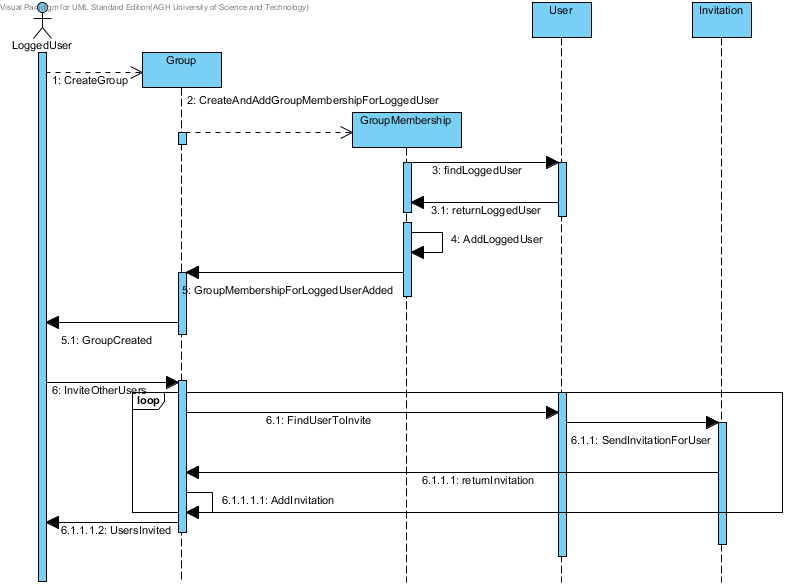 Visual Paradigm for UML Standard Edition(AGH University of Science and Technology)
User
Invitation
LoggedUser
Group
1: CreateGroup
2: CreateAndAddGroupMembershipForLoggedUser
GroupMembership
3: findLoggedUser
3.1: returnLoggedUser
4: AddLoggedUser
5: GroupMembershipForLoggedUserAdded
5.1: GroupCreated
6: InviteOtherUsers
loop
6.1: FindUserToInvite
6.1.1: SendInvitationForUser
6.1.1.1: returnInvitation
6.1.1.1.1: AddInvitation
6.1.1.1.2: UsersInvited